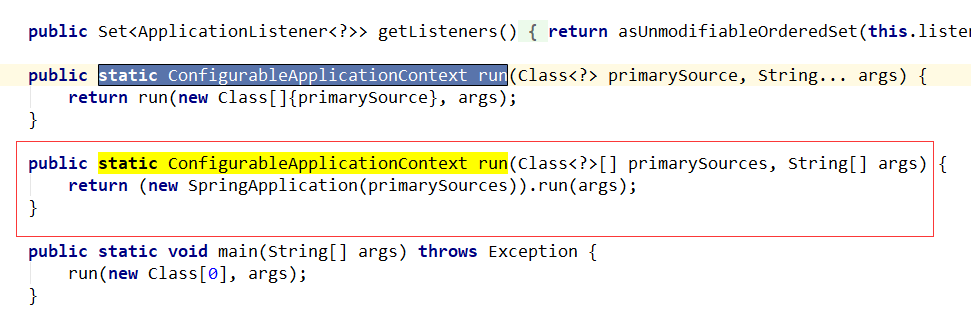 public Set<ApplicationListener<?>> getListeners() { return asUnmodifiableOrderedSet(this.listen
public static ConfigurableApplicationContext run(Class<?> primarySource, String... args) {
return run(new Class[]{primarySource}, args);
}
public static ConfigurableApplicationContext run(Class<?>[] primarySources, String[] args) {
return (new SpringApplication(primarySources)).run(args);
}
public static void main(String[] args) throws Exception {
run(new Class[0], args);
}